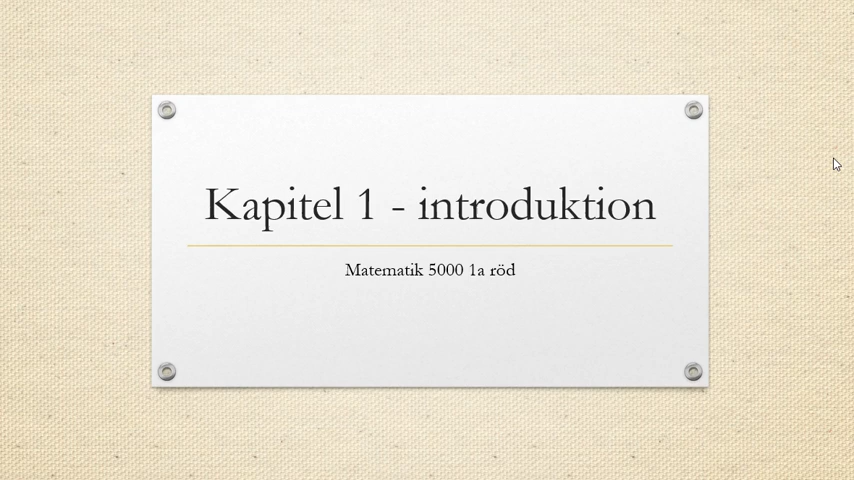 Kapitel 1 - introduktion
Matematik 5000 1a röd